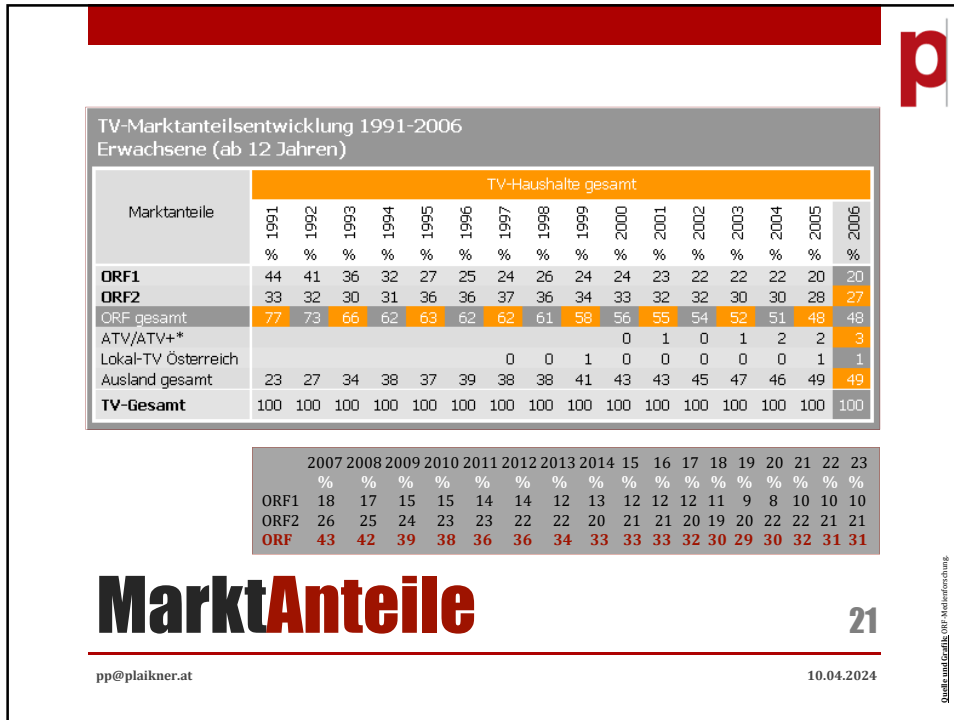 p
TV-Marktanteilsentwicklung 1991-2006
Erwachsene (ab 12 Jahren)
TV-Haushalte gesamt
Marktanteile 1991 1992 1993 1994 1995 1996 1997 1998 1999 2000 2001 2002 2003 2004 2005 2006
% % % % % % % % % % % % % % % %
ORF1 44 41 36 32 27 25 24 26 24 24 23 22 22 22 20 20
ORF2 33 32 30 31 36 36 37 36 34 33 32 32 30 30 28 27
ORF gesamt 77 73 66 62 63 62 62 61 58 56 55 54 52 51 48 48
ATV/ATV+* 0 1 0 1 2 2 3
Lokal-TV Österreich 0 0 1 0 0 0 0 0 1 1
Ausland gesamt 23 27 34 38 37 39 38 38 41 43 43 45 47 46 49 49
TV-Gesamt 100 100 100 100 100 100 100 100 100 100 100 100 100 100 100 100
2007 2008 2009 2010 2011 2012 2013 2014 15 16 17 18 19 20 21 22 23
% % % % % % % % % % % % % % % % %
ORF1 18 17 15 15 14 14 12 13 12 12 12 11 9 8 10 10 10
ORF2 26 25 24 23 23 22 22 20 21 21 20 19 20 22 22 21 21
ORF 43 42 39 38 36 36 34 33 33 33 32 30 29 30 32 31 31
MarktAnteile
21
pp@plaikner.at
10.04.2024
Quelle und Grafik: ORF-Medienforschung.